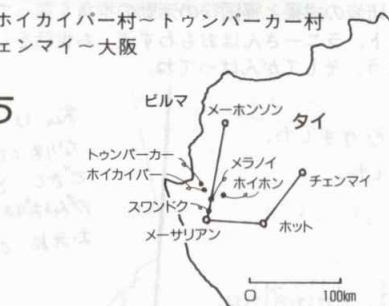 ホイカイパー村～トゥンバーカー村
ェンマイ～大阪
5
ビルマ
メーホンソン
タイ
トゥンバーカー
ホイカイバー
メラノイ
ホイホン
チェンマイ
スワンドク
メーサリアン
ホット
0
100km